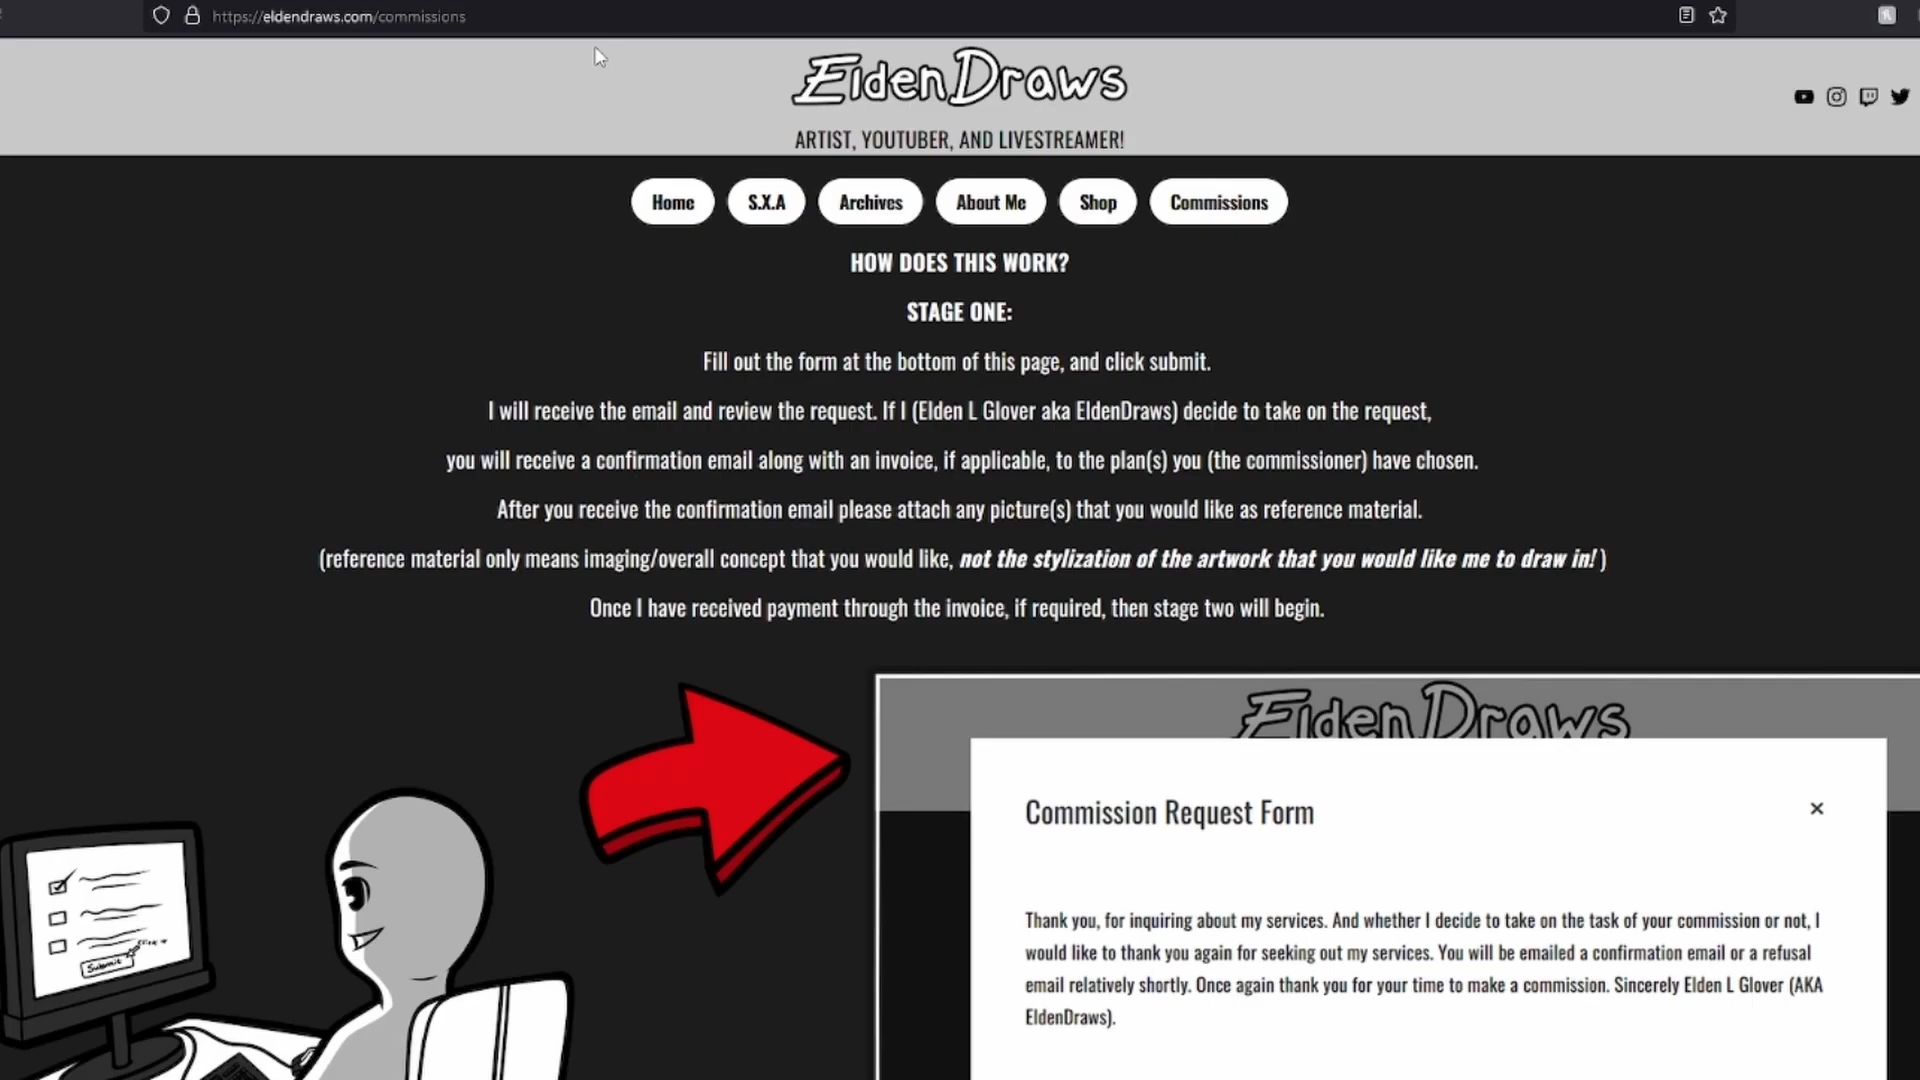 https://eldendraws.com/commissions
EldenDraws
ARTIST, YOUTUBER, AND LIVESTREAMER!
Home S.X.A Archives About Me Shop Commissions
HOW DOES THIS WORK?
STAGE ONE:
Fill out the form at the bottom of this page, and click submit.
I will receive the email and review the request. If I (Elden L Glover aka EldenDraws) decide to take on the request,
you will receive a confirmation email along with an invoice, if applicable, to the plan(s) you (the commissioner) have chosen.
After you receive the confirmation email please attach any picture(s) that you would like as reference material.
(reference material only means imaging/overall concept that you would like, not the stylization of the artwork that you would like me to draw in!)
Once I have received payment through the invoice, if required, then stage two will begin.
EldenDraws
Commission Request Form
Thank you, for inquiring about my services. And whether I decide to take on the task of your commission or not, I
would like to thank you again for seeking out my services. You will be emailed a confirmation email or a refusal
email relatively shortly. Once again thank you for your time to make a commission. Sincerely Elden L Glover (AKA
EldenDraws).
Submit